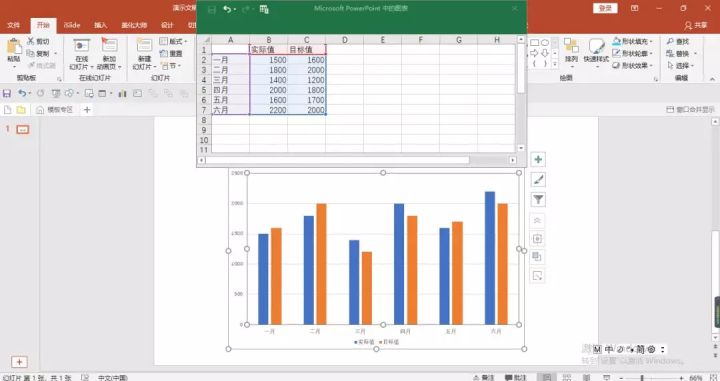 演示文
Microsoft PowerPoint 中的图表
登录
文件 开始 iSlide 插入 美化大师 设计 切
共享
剪切
复制
格式刷
粘贴
剪贴板
在线
幻灯片
新加
动画页
在线幻灯片
新建
幻灯片
版式
重置
节
幻灯片
排列
快速样式
绘图
形状填充
形状轮廓
形状效果
查找
替换
选择
编辑
模板专区
窗口合并显示
A B C D E F G H
1 实际值 目标值
2 一月 1500 1600
3 二月 1800 2000
4 三月 1400 1200
5 四月 2000 1800
6 五月 1600 1700
7 六月 2200 2000
8
9
10
11
1
2500
2000
1500
1000
500
0
一月 二月 三月 四月 五月 六月
实际值 目标值
M 中 简
转到"设置"以激活 Windows。
幻灯片 第 1 张，共 1 张 中文(中国) 备注 批注 66%